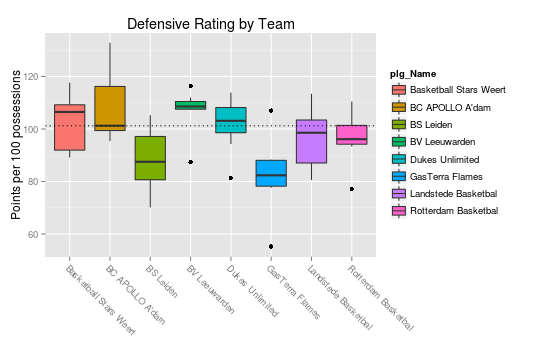 Defensive Rating by Team
Points per 100 possessions
120
100
80
60
Basketball Stars Weert
BC APOLLO A'dam
BS Leiden
BV Leeuwarden
Dukes Unlimited
GasTerra Flames
Landstede Basketbal
Rotterdam Basketbal
plg_Name
Basketball Stars Weert
BC APOLLO A'dam
BS Leiden
BV Leeuwarden
Dukes Unlimited
GasTerra Flames
Landstede Basketbal
Rotterdam Basketbal